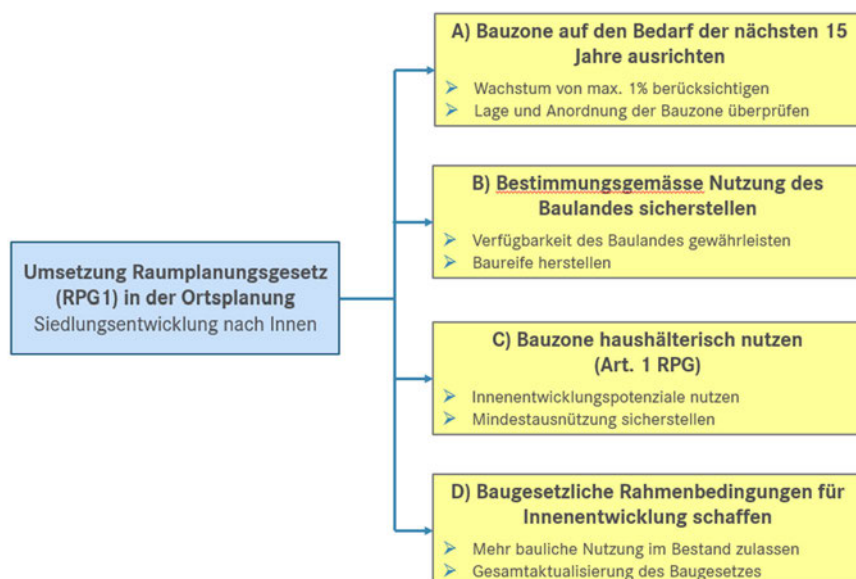 A) Bauzone auf den Bedarf der nächsten 15
Jahre ausrichten
Wachstum von max. 1% berücksichtigen
Lage und Anordnung der Bauzone überprüfen
B) Bestimmungsgemässe Nutzung des
Baulandes sicherstellen
Verfügbarkeit des Baulandes gewährleisten
Baureife herstellen
Umsetzung Raumplanungsgesetz
(RPG1) in der Ortsplanung
Siedlungsentwicklung nach Innen
C) Bauzone haushälterisch nutzen
(Art. 1 RPG)
Innenentwicklungspotenziale nutzen
Mindestausnützung sicherstellen
D) Baugesetzliche Rahmenbedingungen für
Innenentwicklung schaffen
Mehr bauliche Nutzung im Bestand zulassen
Gesamtaktualisierung des Baugesetzes